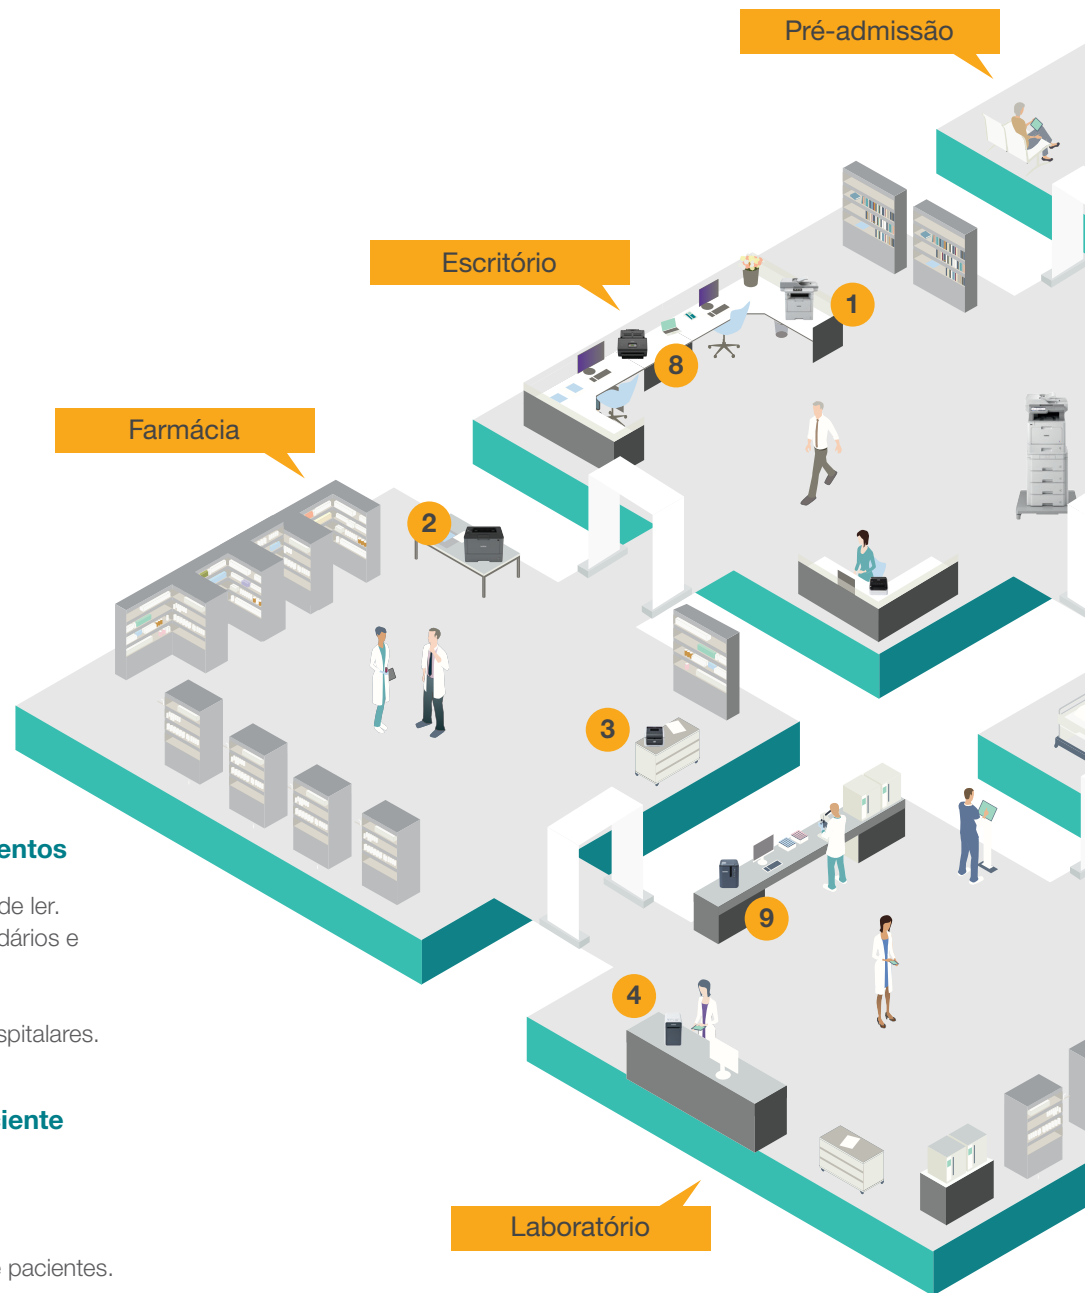 Pré-admissão
Escritório
1
8
Farmácia
2
3
entos
de ler.
dários e
9
4
spitalares.
iente
Laboratório
pacientes.